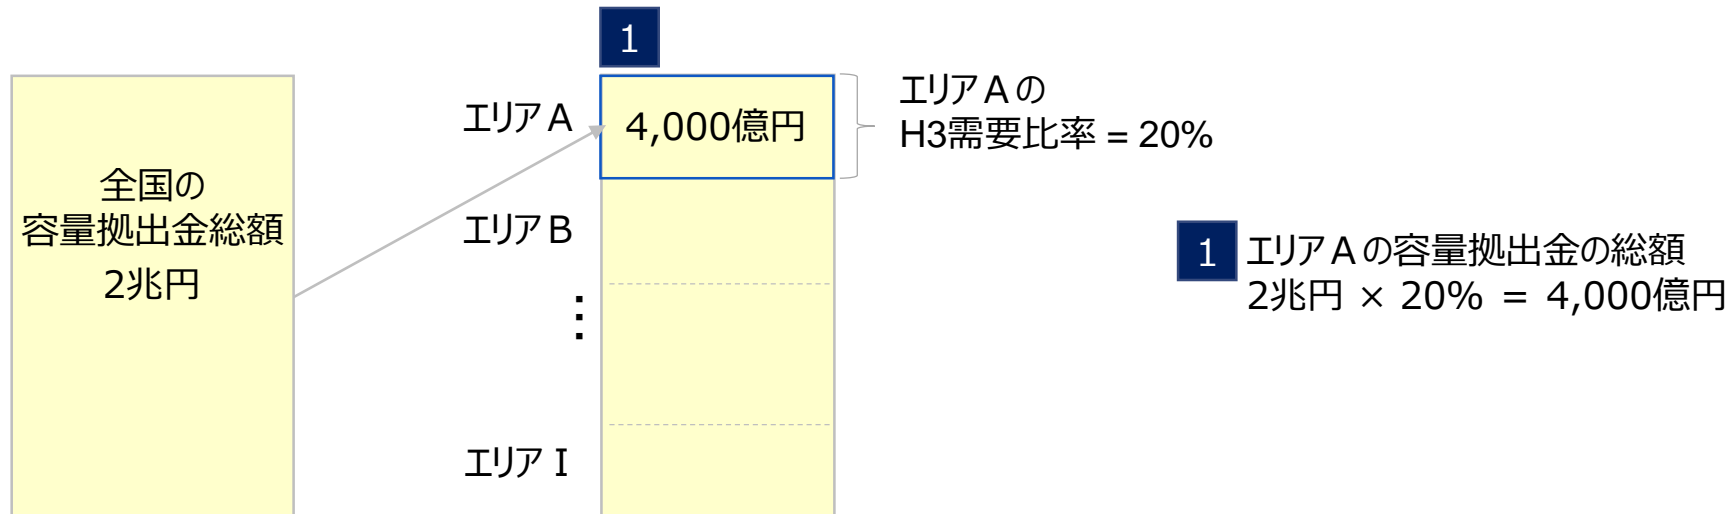 1
エリアA
4,000億円
エリアAの
H3需要比率 = 20%
全国の
容量拠出金総額
2兆円
エリアB
⋮
エリアI
1
エリアAの容量拠出金の総額
2兆円 × 20% = 4,000億円